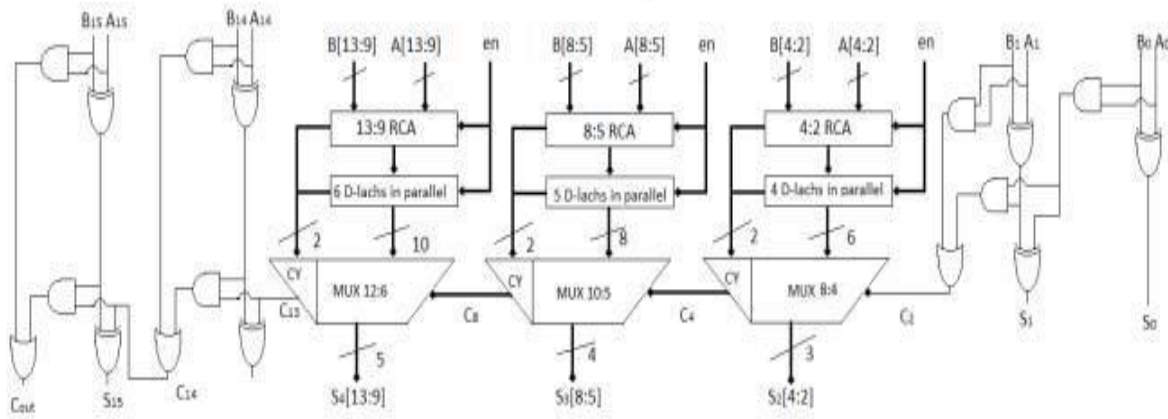 B15 A15
B14 A14
B[13:9] A[13:9] en
B[8:5] A[8:5] en
B[4:2] A[4:2] en
B1 A1
B0 A0
13:9 RCA
8:5 RCA
4:2 RCA
6 D-lachs in parallel
5 D-lachs in parallel
4 D-lachs in parallel
2 10
2 8
2 6
CY
MUX 12:6
CY
MUX 10:5
CY
MUX 8:4
C13
C8
C4
C2
5
4
3
Cout
S15
C14
S4[13:9]
S3[8:5]
S2[4:2]
S1
S0